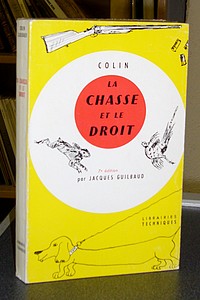 COLIN
LA
CHASSE
ET LE
DROIT
par JACQUES GUILBAUD
LIBRAIRIES
TECHNIQUES